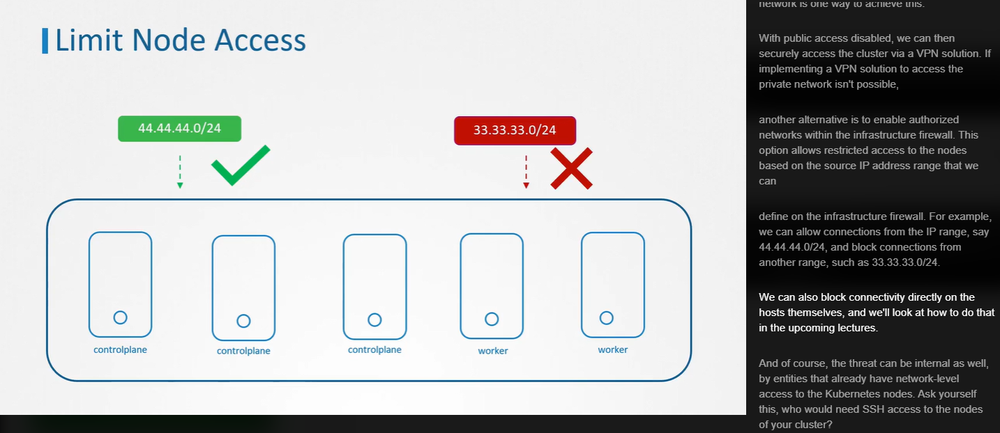 Limit Node Access
44.44.44.0/24
33.33.33.0/24
controlplane
controlplane
controlplane
worker
worker
network is one way to achieve this.
With public access disabled, we can then
securely access the cluster via a VPN solution. If
implementing a VPN solution to access the
private network isn't possible,
another alternative is to enable authorized
networks within the infrastructure firewall. This
option allows restricted access to the nodes
based on the source IP address range that we
can
define on the infrastructure firewall. For example,
we can allow connections from the IP range, say
44.44.44.0/24, and block connections from
another range, such as 33.33.33.0/24.
We can also block connectivity directly on the
hosts themselves, and we'll look at how to do that
in the upcoming lectures.
And of course, the threat can be internal as well,
by entities that already have network-level
access to the Kubernetes nodes. Ask yourself
this, who would need SSH access to the nodes
of your cluster?